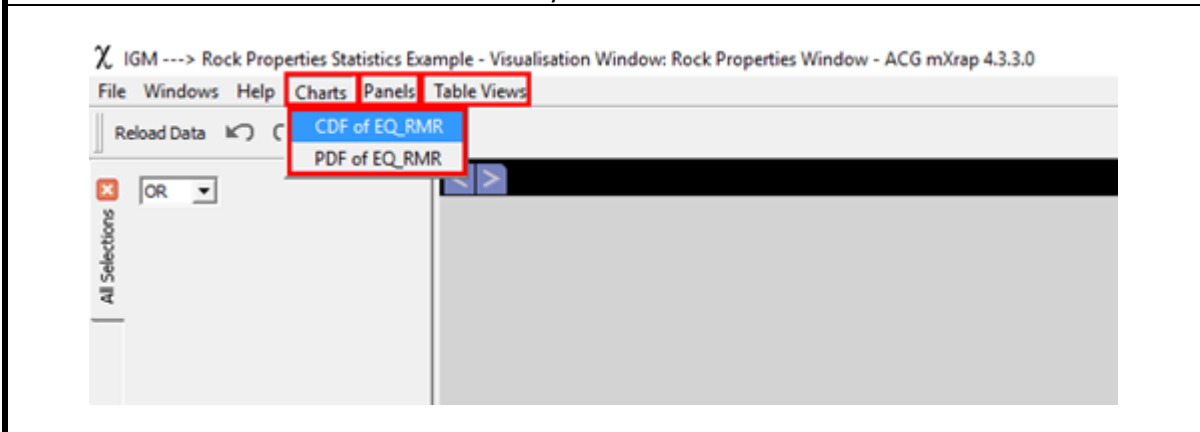 IGM ---> Rock Properties Statistics Example - Visualisation Window: Rock Properties Window - ACG mXrap 4.3.3.0
File Windows Help Charts Panels Table Views
Reload Data
CDF of EQ_RMR
PDF of EQ_RMR
OR
< >
All Selections